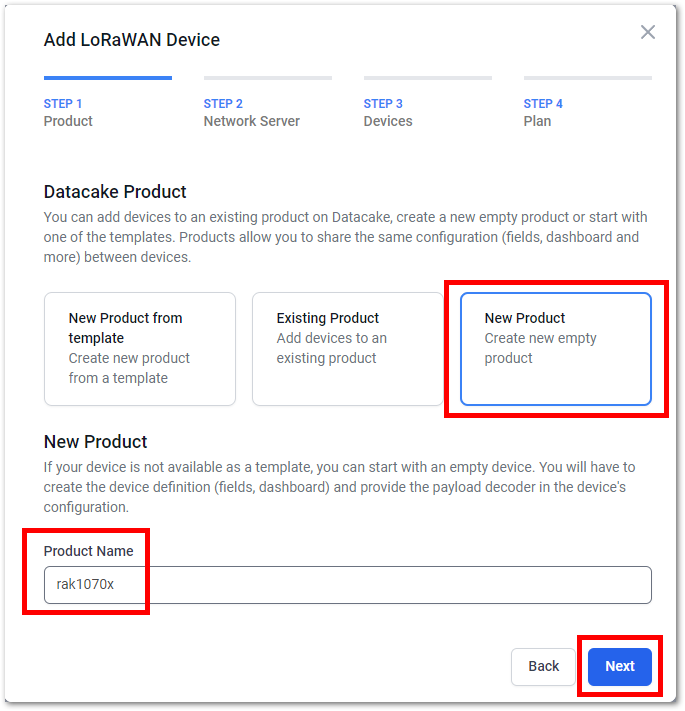 Add LoRaWAN Device
STEP 1
Product
STEP 2
Network Server
STEP 3
Devices
STEP 4
Plan
Datacake Product
You can add devices to an existing product on Datacake, create a new empty product or start with
one of the templates. Products allow you to share the same configuration (fields, dashboard and
more) between devices.
New Product from
template
Create new product
from a template
Existing Product
Add devices to an
existing product
New Product
Create new empty
product
New Product
If your device is not available as a template, you can start with an empty device. You will have to
create the device definition (fields, dashboard) and provide the payload decoder in the device's
configuration.
Product Name
rak1070x
Back
Next